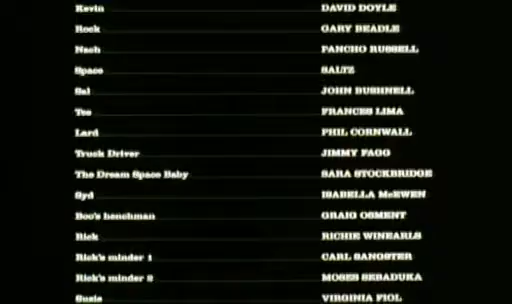 Kevin DAVID DOYLE
Rock GARY BEADLE
Nash PANCHO RUSSELL
Space SALTZ
Sal JOHN BUSHNELL
Tee FRANCES LIMA
Lard PHIL CORNWALL
Truck Driver JIMMY FAGG
The Dream Space Baby SARA STOCKBRIDGE
Syd ISABELLA McEWEN
Boo's henchman CRAIG OSMENT
Rick RICHIE WINEARLS
Rick's minder 1 CARL SANGSTER
Rick's minder 2 MOSES SEBADUKA
Susie VIRGINIA FIOL